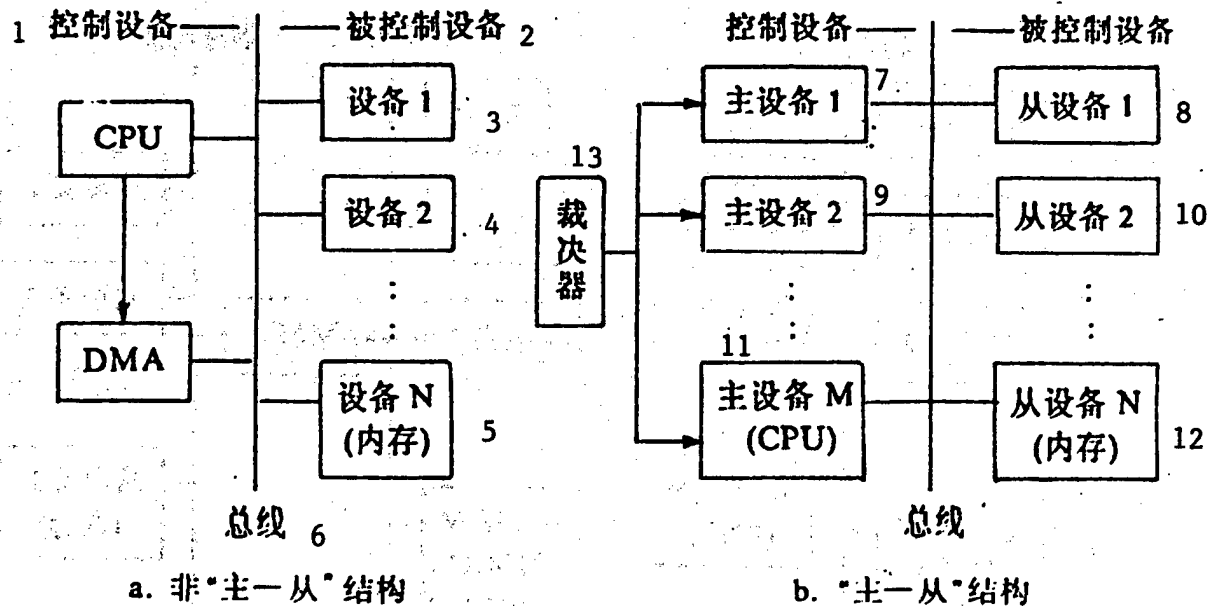 1 控制设备
被控制设备 2
设备 1
3
CPU
设备 2
4
DMA
设备 N
(内存)
5
总线 6
a. 非“主一从”结构
控制设备
被控制设备
7
主设备 1
从设备 1
8
13
裁决器
9
主设备 2
从设备 2
10
11
主设备 M
(CPU)
从设备 N
(内存)
12
总线
b. “主一从”结构